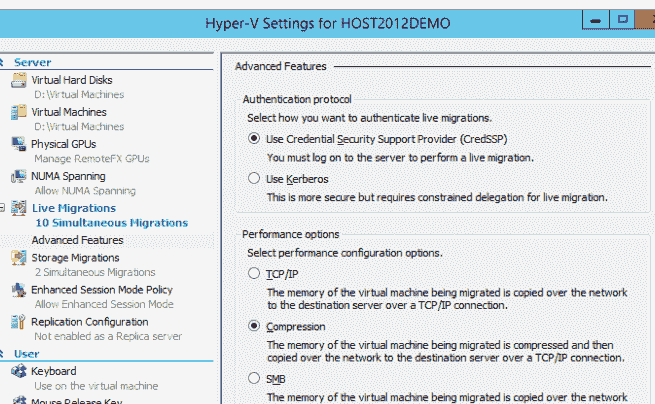 Hyper-V Settings for HOST2012DEMO
Server
Virtual Hard Disks
D:\Virtual Machines
Virtual Machines
D:\Virtual Machines
Physical GPUs
Manage RemoteFX GPUs
NUMA Spanning
Allow NUMA Spanning
Live Migrations
10 Simultaneous Migrations
Advanced Features
Storage Migrations
2 Simultaneous Migrations
Enhanced Session Mode Policy
Allow Enhanced Session Mode
Replication Configuration
Not enabled as a Replica server
User
Keyboard
Use on the virtual machine
Mouse Release Key
Advanced Features
Authentication protocol
Select how you want to authenticate live migrations.
Use Credential Security Support Provider (CredSSP)
You must log on to the server to perform a live migration.
Use Kerberos
This is more secure but requires constrained delegation for live migration.
Performance options
Select performance configuration options.
TCP/IP
The memory of the virtual machine being migrated is copied over the network
to the destination server over a TCP/IP connection.
Compression
The memory of the virtual machine being migrated is compressed and then
copied over the network to the destination server over a TCP/IP connection.
SMB
The memory of the virtual machine being migrated is copied over the network